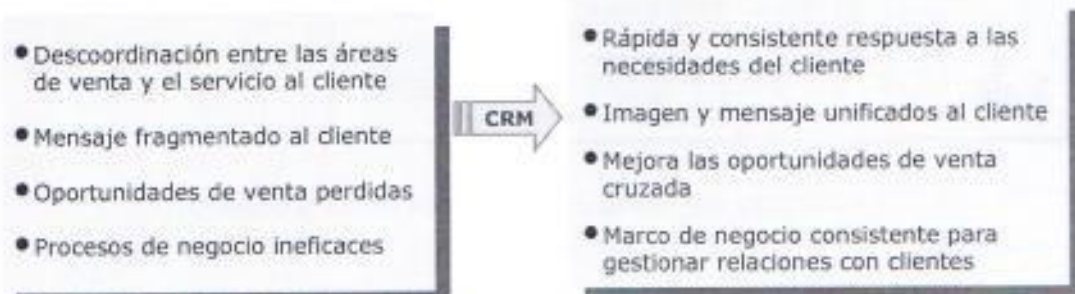 ● Descoordinación entre las áreas
de venta y el servicio al cliente
● Mensaje fragmentado al cliente
● Oportunidades de venta perdidas
● Procesos de negocio ineficaces
CRM
● Rápida y consistente respuesta a las
necesidades del cliente
● Imagen y mensaje unificados al cliente
● Mejora las oportunidades de venta
cruzada
● Marco de negocio consistente para
gestionar relaciones con clientes